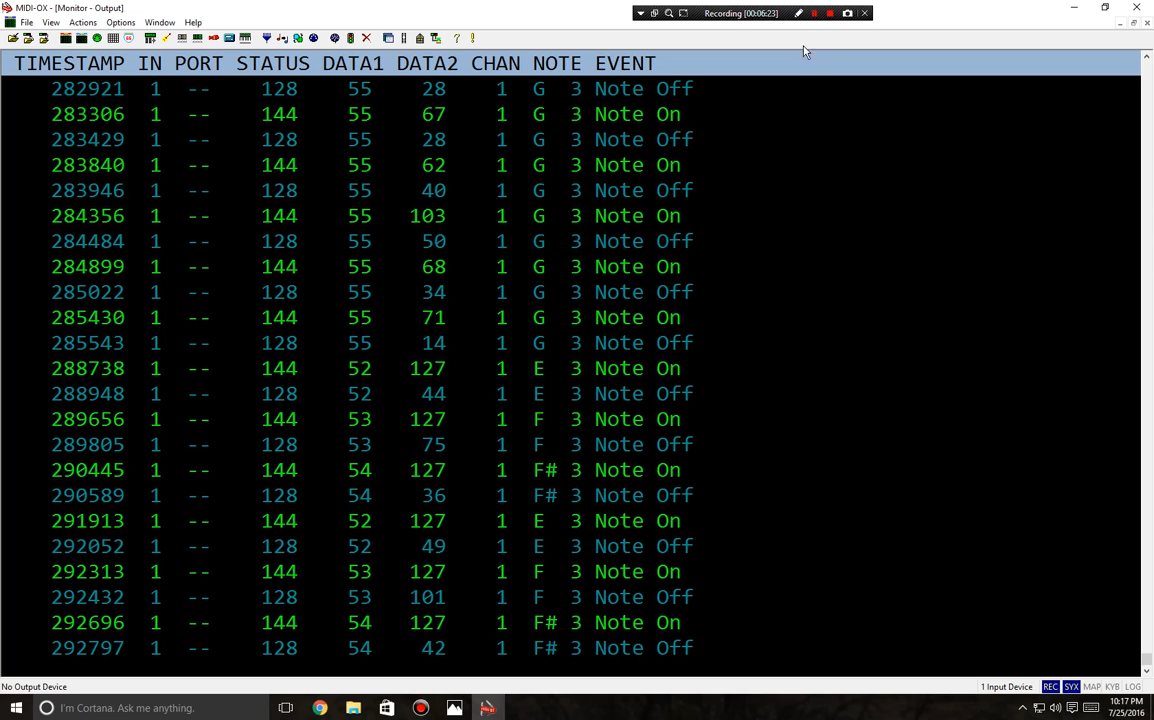 MIDI-OX - [Monitor - Output]
Recording [00:06:23]
File View Actions Options Window Help
TIMESTAMP IN PORT STATUS DATA1 DATA2 CHAN NOTE EVENT
282921 1 -- 128 55 28 1 G 3 Note Off
283306 1 -- 144 55 67 1 G 3 Note On
283429 1 -- 128 55 28 1 G 3 Note Off
283840 1 -- 144 55 62 1 G 3 Note On
283946 1 -- 128 55 40 1 G 3 Note Off
284356 1 -- 144 55 103 1 G 3 Note On
284484 1 -- 128 55 50 1 G 3 Note Off
284899 1 -- 144 55 68 1 G 3 Note On
285022 1 -- 128 55 34 1 G 3 Note Off
285430 1 -- 144 55 71 1 G 3 Note On
285543 1 -- 128 55 14 1 G 3 Note Off
288738 1 -- 144 52 127 1 E 3 Note On
288948 1 -- 128 52 44 1 E 3 Note Off
289656 1 -- 144 53 127 1 F 3 Note On
289805 1 -- 128 53 75 1 F 3 Note Off
290445 1 -- 144 54 127 1 F# 3 Note On
290589 1 -- 128 54 36 1 F# 3 Note Off
291913 1 -- 144 52 127 1 E 3 Note On
292052 1 -- 128 52 49 1 E 3 Note Off
292313 1 -- 144 53 127 1 F 3 Note On
292432 1 -- 128 53 101 1 F 3 Note Off
292696 1 -- 144 54 127 1 F# 3 Note On
292797 1 -- 128 54 42 1 F# 3 Note Off
No Output Device 1 Input Device REC SYX MAP KYB LOG
I'm Cortana. Ask me anything.
10:17 PM
7/25/2016